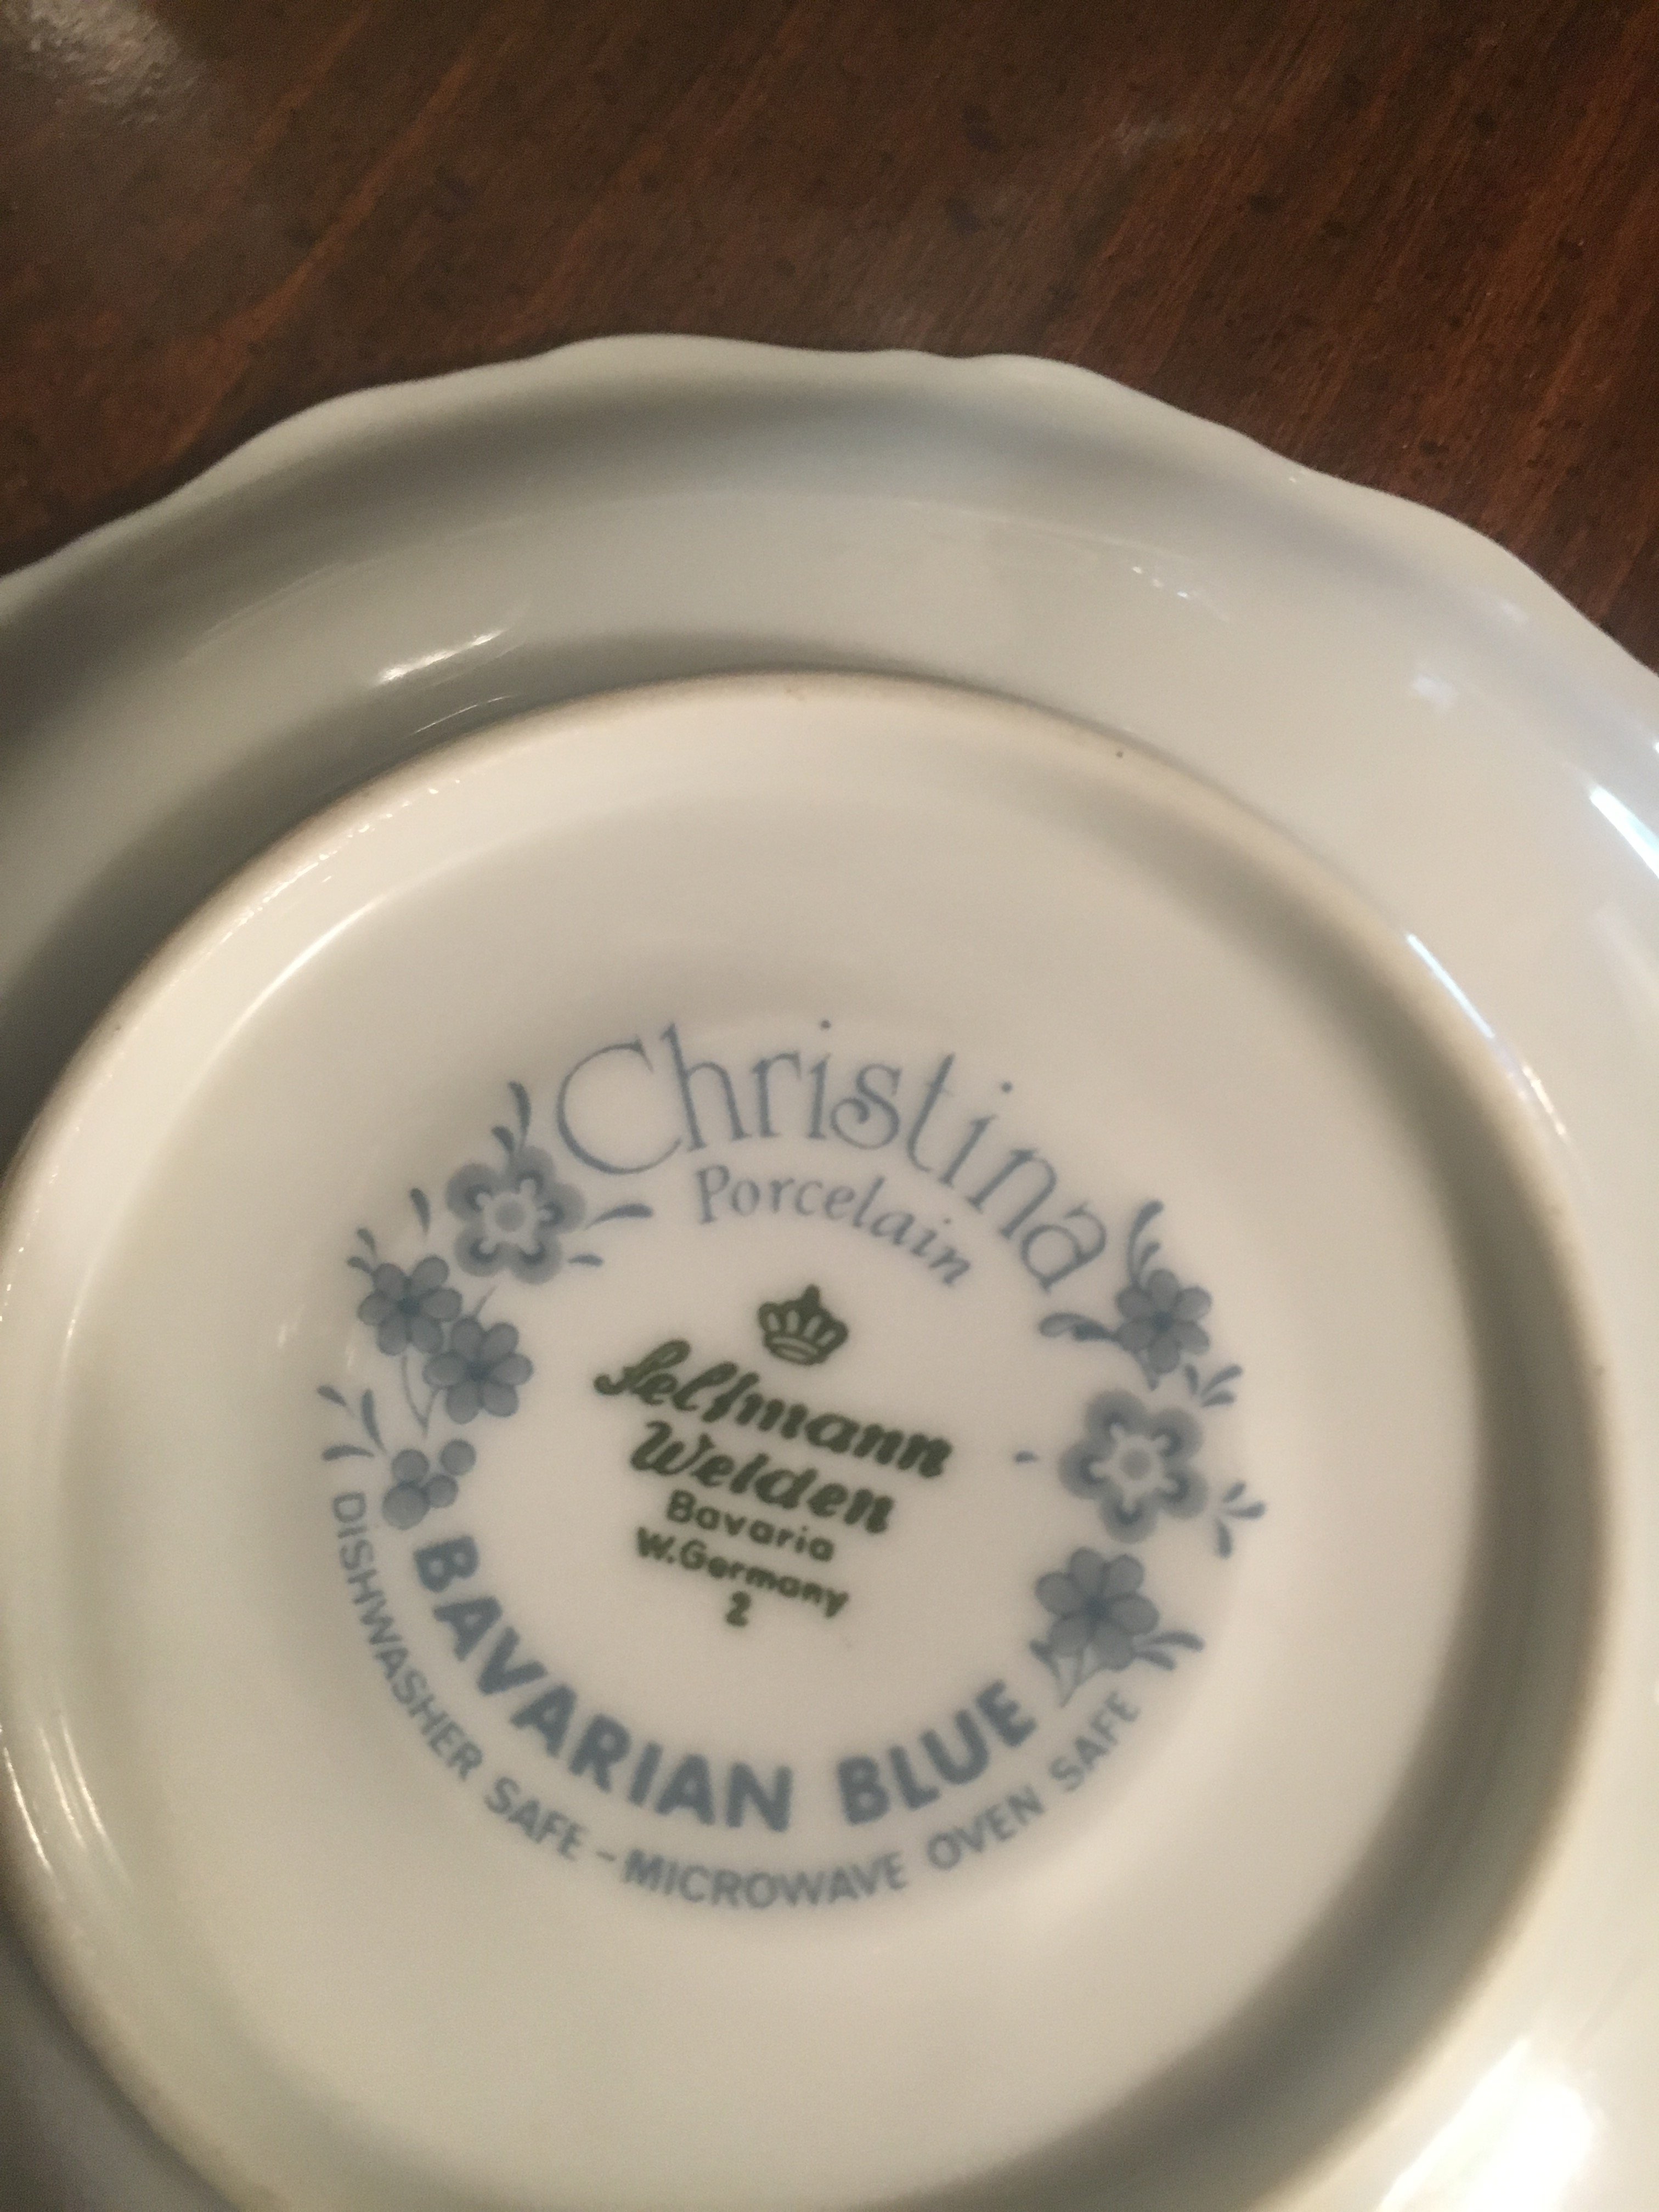 Christina
Porcelain
Seltmann
Weiden
Bavaria
W.Germany
2
BAVARIAN BLUE
DISHWASHER SAFE - MICROWAVE OVEN SAFE